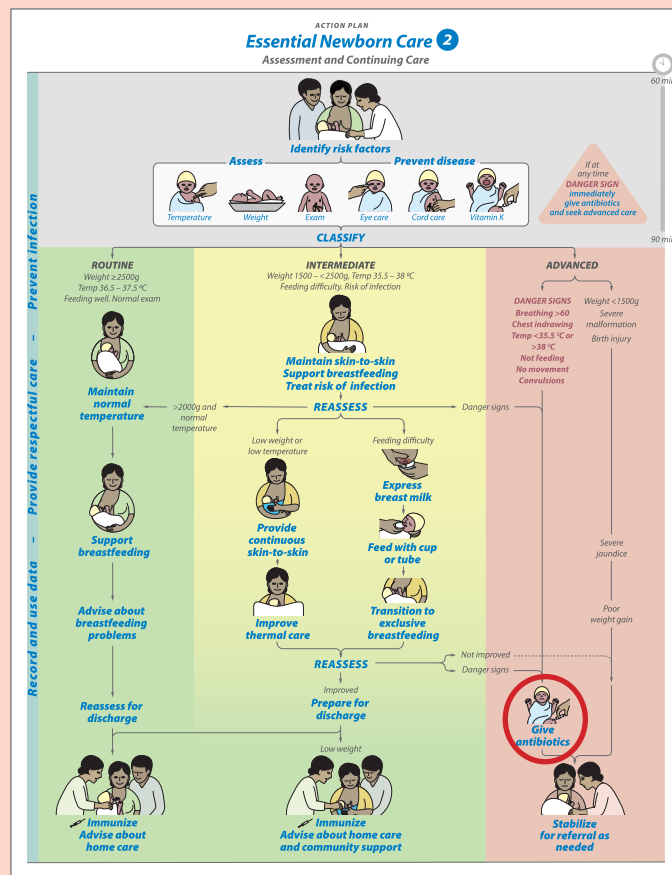 ACTION PLAN
Essential Newborn Care 2
Assessment and Continuing Care
60 min
Identify risk factors
Assess
Prevent disease
Temperature
Weight
Exam
Eye care
Cord care
Vitamin K
If at
any time
DANGER SIGN
immediately
give antibiotics
and seek advanced care
CLASSIFY
90 min
Record and use data – Provide respectful care – Prevent infection
ROUTINE
Weight ≥2500g
Temp 36.5 – 37.5 ºC
Feeding well. Normal exam
Maintain
normal
temperature
Support
breastfeeding
Advise about
breastfeeding
problems
Reassess for
discharge
Immunize
Advise about
home care
INTERMEDIATE
Weight 1500 – <2500g, Temp 35.5 – 38 ºC
Feeding difficulty. Risk of infection
Maintain skin-to-skin
Support breastfeeding
Treat risk of infection
REASSESS
>2000g and
normal
temperature
Danger signs
Low weight or
low temperature
Provide
continuous
skin-to-skin
Improve
thermal care
Feeding difficulty
Express
breast milk
Feed with cup
or tube
Transition to
exclusive
breastfeeding
REASSESS
Not improved
Danger signs
Improved
Prepare for
discharge
Low weight
Immunize
Advise about home care
and community support
ADVANCED
DANGER SIGNS
Breathing >60
Chest indrawing
Temp <35.5 ºC or
>38 ºC
Not feeding
No movement
Convulsions
Weight <1500g
Severe
malformation
Birth injury
Severe
jaundice
Poor
weight gain
Give
antibiotics
Stabilize
for referral as
needed